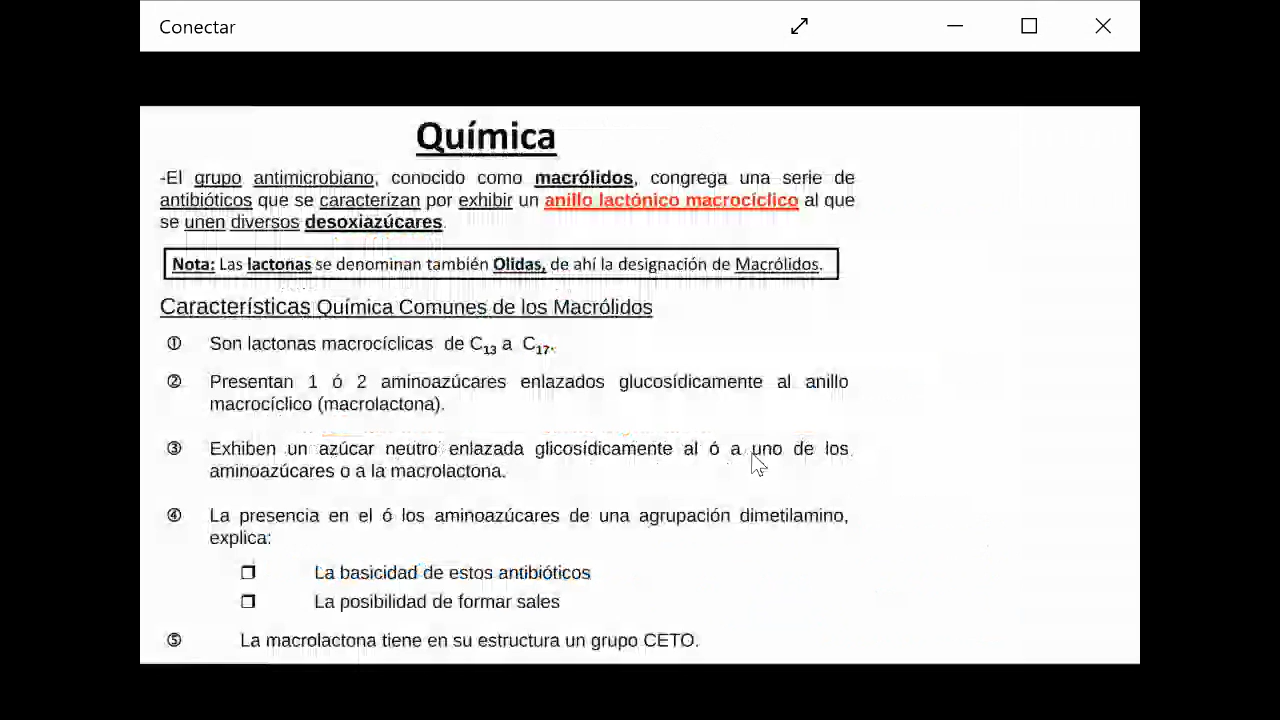 Conectar
Química
-El grupo antimicrobiano, conocido como macrólidos, congrega una serie de
antibióticos que se caracterizan por exhibir un anillo lactónico macrocíclico al que
se unen diversos desoxiazúcares.
Nota: Las lactonas se denominan también Olidas, de ahí la designación de Macrólidos.
Características Química Comunes de los Macrólidos
① Son lactonas macrocíclicas de C13 a C17.
② Presentan 1 ó 2 aminoazúcares enlazados glucosídicamente al anillo
macrocíclico (macrolactona).
③ Exhiben un azúcar neutro enlazada glicosídicamente al ó a uno de los
aminoazúcares o a la macrolactona.
④ La presencia en el ó los aminoazúcares de una agrupación dimetilamino,
explica:
❒ La basicidad de estos antibióticos
❒ La posibilidad de formar sales
⑤ La macrolactona tiene en su estructura un grupo CETO.